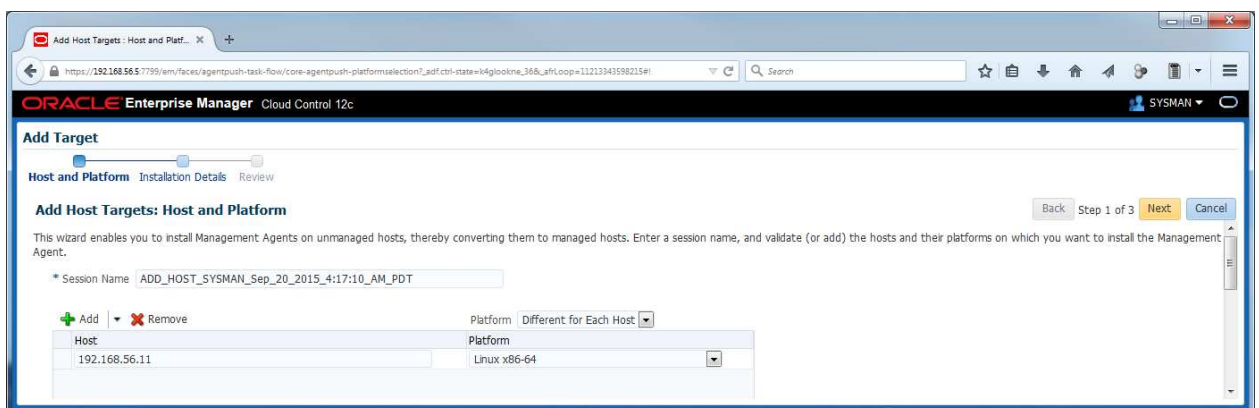 Add Host Targets : Host and Platf...
https://192.168.56.5:7799/em/faces/agentpush-task-flow/core-agentpush-platformselection?_adf.ctrl-state=k4glookne_36&_afrLoop=11213343598215#!
Search
ORACLE Enterprise Manager Cloud Control 12c
SYSMAN
Add Target
Host and Platform Installation Details Review
Add Host Targets: Host and Platform
Back Step 1 of 3 Next Cancel
This wizard enables you to install Management Agents on unmanaged hosts, thereby converting them to managed hosts. Enter a session name, and validate (or add) the hosts and their platforms on which you want to install the Management
Agent.
* Session Name ADD_HOST_SYSMAN_Sep_20_2015_4:17:10_AM_PDT
Add Remove Platform Different for Each Host
Host Platform
192.168.56.11 Linux x86-64